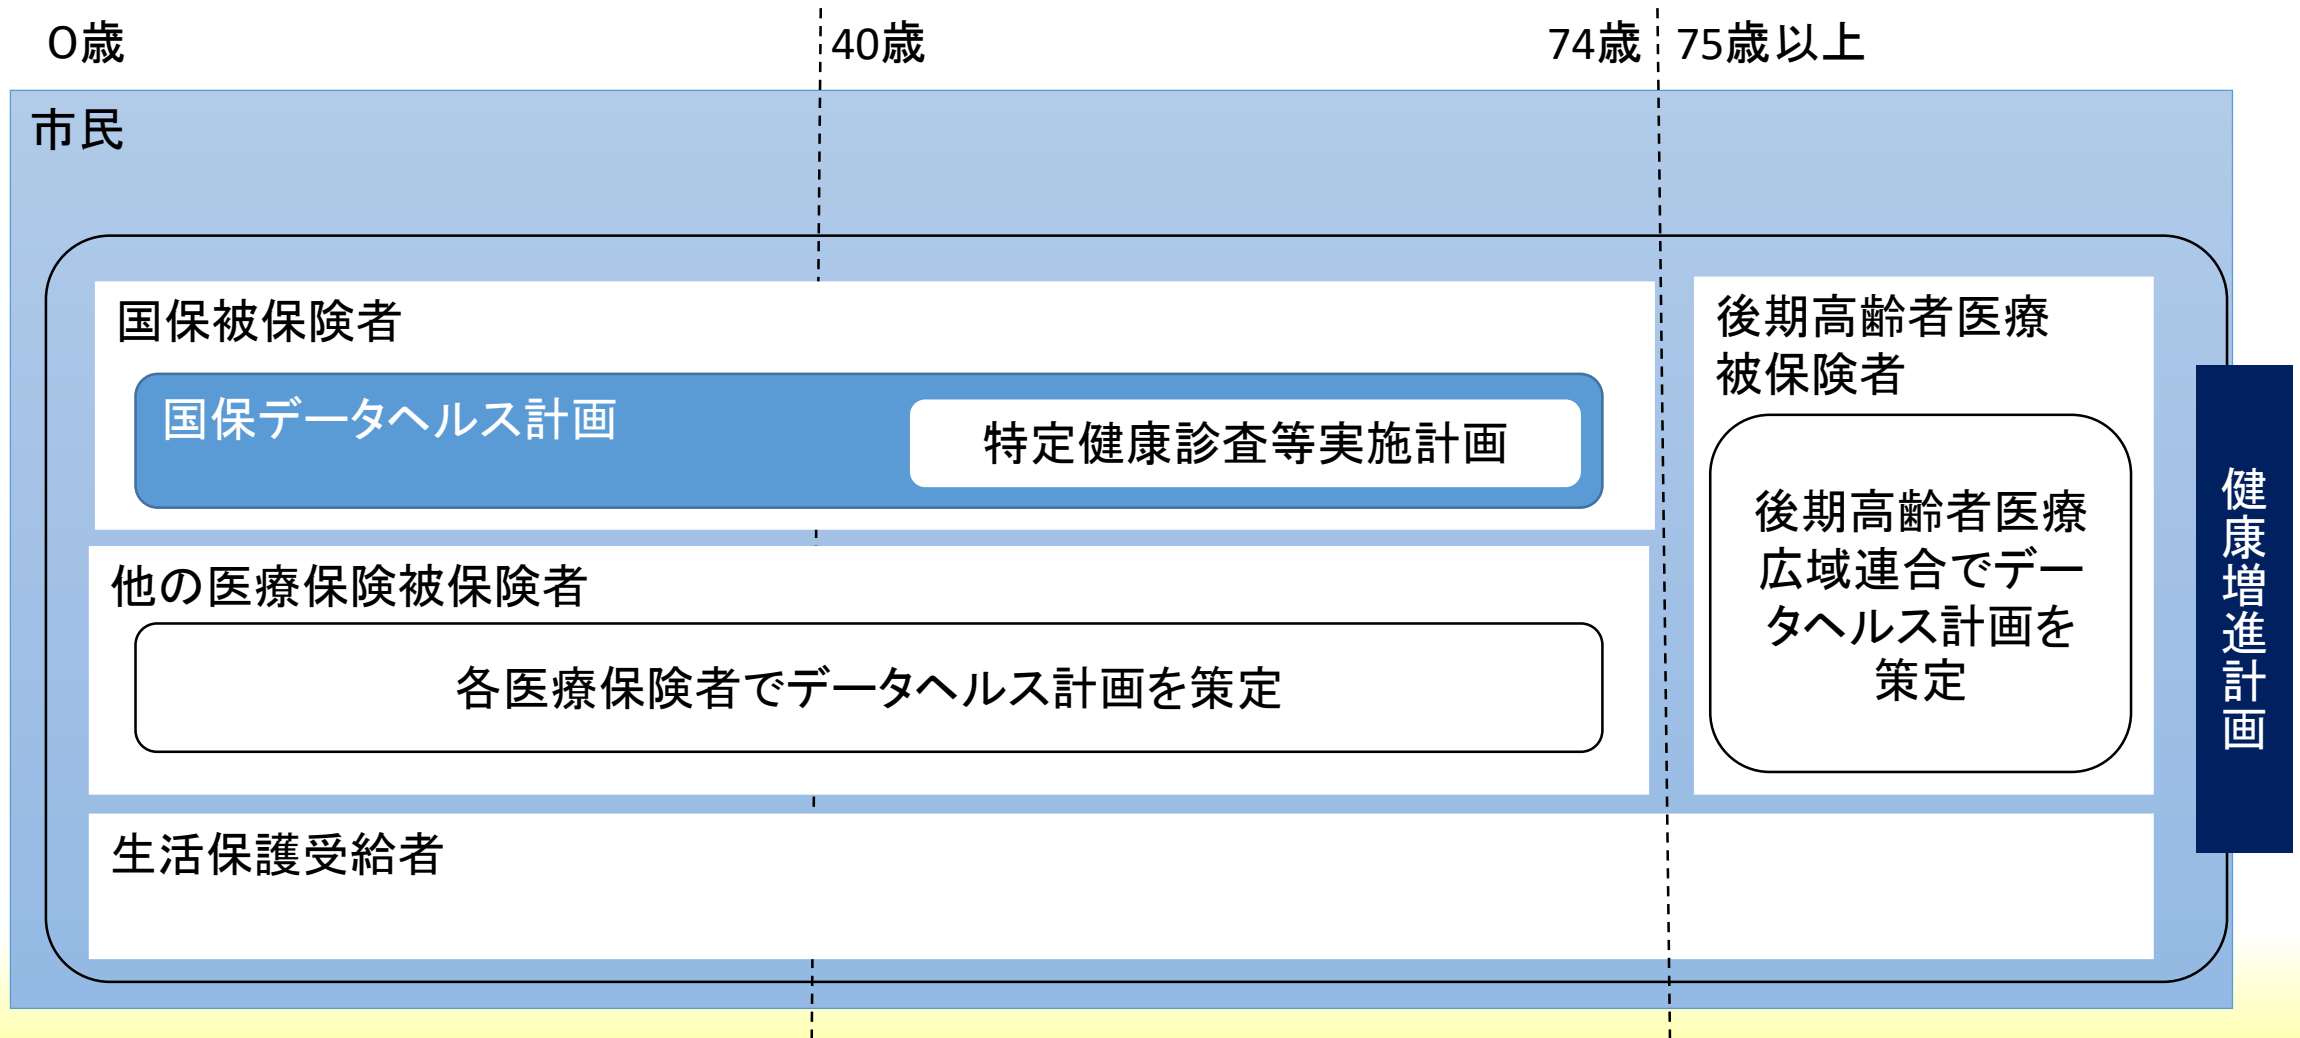 0歳
40歳
74歳
75歳以上
市民
国保被保険者
国保データヘルス計画
特定健康診査等実施計画
後期高齢者医療
被保険者
後期高齢者医療
広域連合でデー
タヘルス計画を
策定
他の医療保険被保険者
各医療保険者でデータヘルス計画を策定
生活保護受給者
健康増進計画